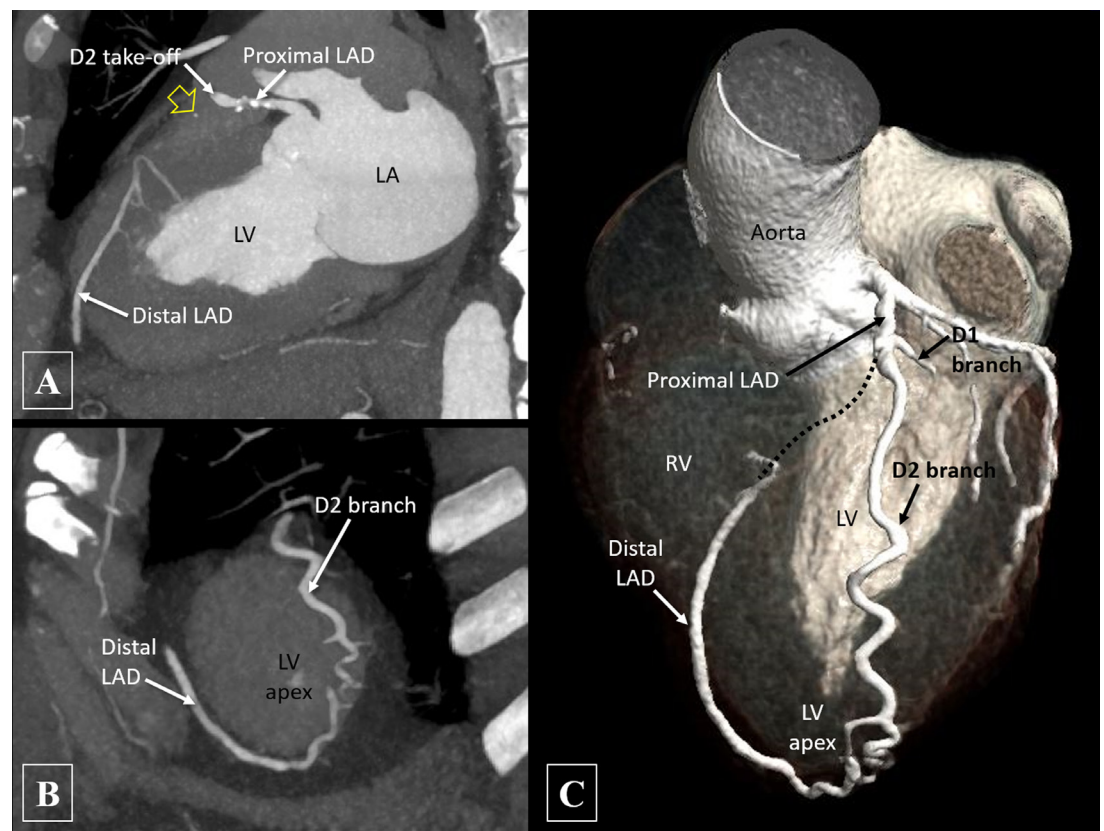 D2 take-off
Proximal LAD
LA
LV
Distal LAD
A
D2 branch
Distal
LAD
LV
apex
B
Aorta
D1
branch
Proximal LAD
RV
D2 branch
LV
Distal
LAD
LV
apex
C